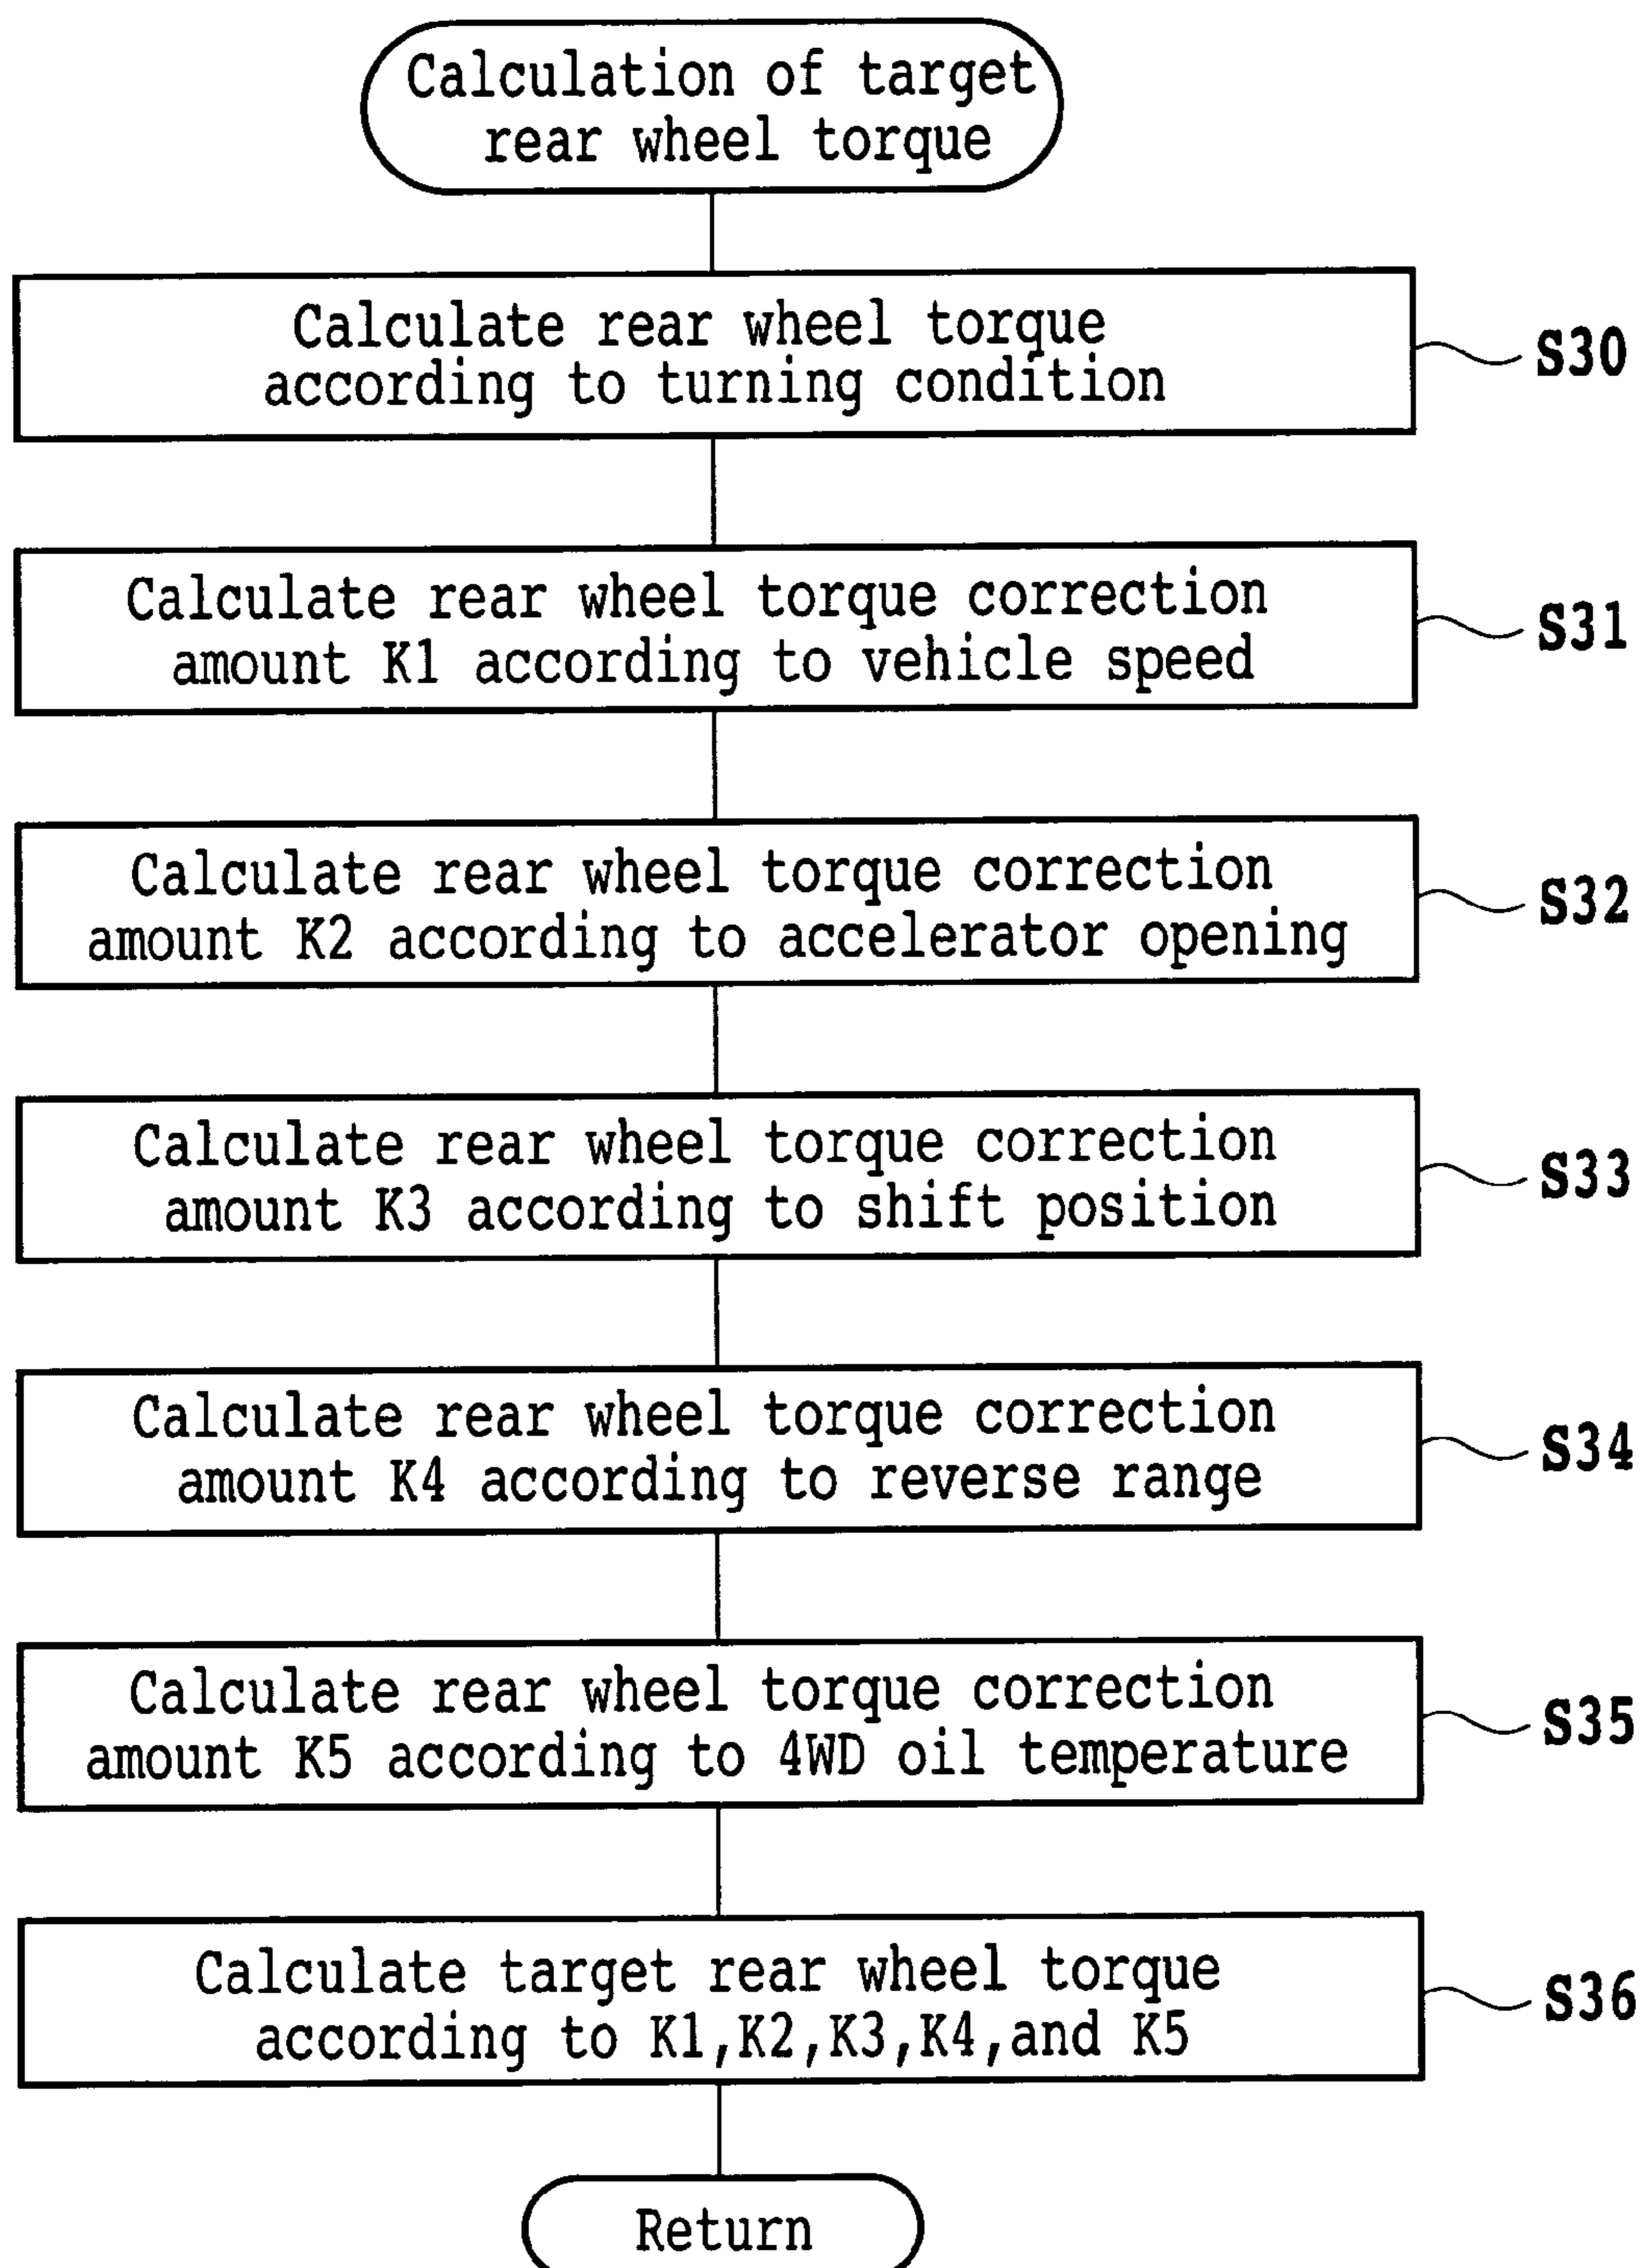 Calculation of target
rear wheel torque
Calculate rear wheel torque
according to turning condition
S30
Calculate rear wheel torque correction
amount K1 according to vehicle speed
S31
Calculate rear wheel torque correction
amount K2 according to accelerator opening
S32
Calculate rear wheel torque correction
amount K3 according to shift position
S33
Calculate rear wheel torque correction
amount K4 according to reverse range
S34
Calculate rear wheel torque correction
amount K5 according to 4WD oil temperature
S35
Calculate target rear wheel torque
according to K1,K2,K3,K4,and K5
S36
Return